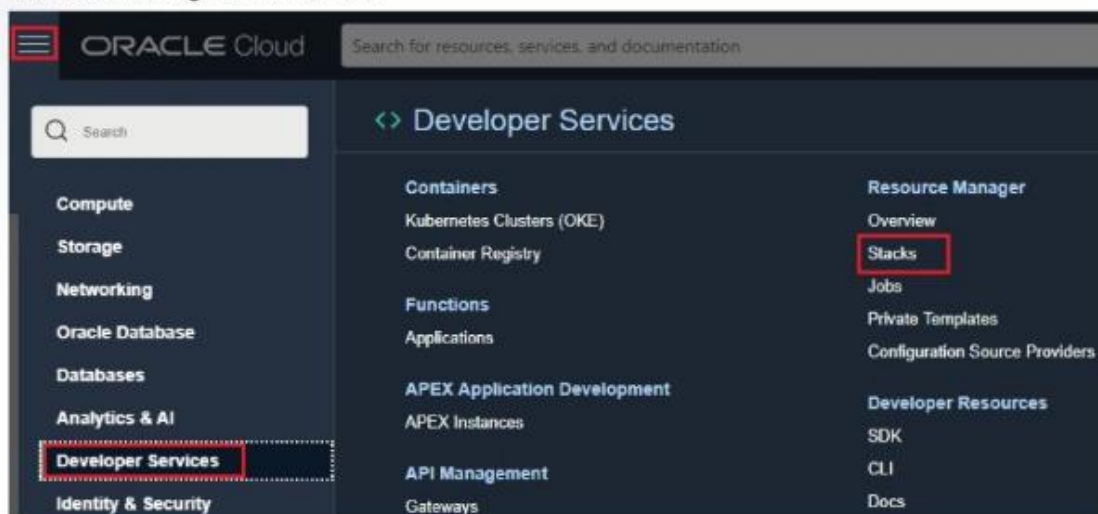 ORACLE Cloud
Search for resources, services, and documentation
Search
Compute
Storage
Networking
Oracle Database
Databases
Analytics & AI
Developer Services
Identity & Security
Developer Services
Containers
Kubernetes Clusters (OKE)
Container Registry
Functions
Applications
APEX Application Development
APEX Instances
API Management
Gateways
Resource Manager
Overview
Stacks
Jobs
Private Templates
Configuration Source Providers
Developer Resources
SDK
CLI
Docs